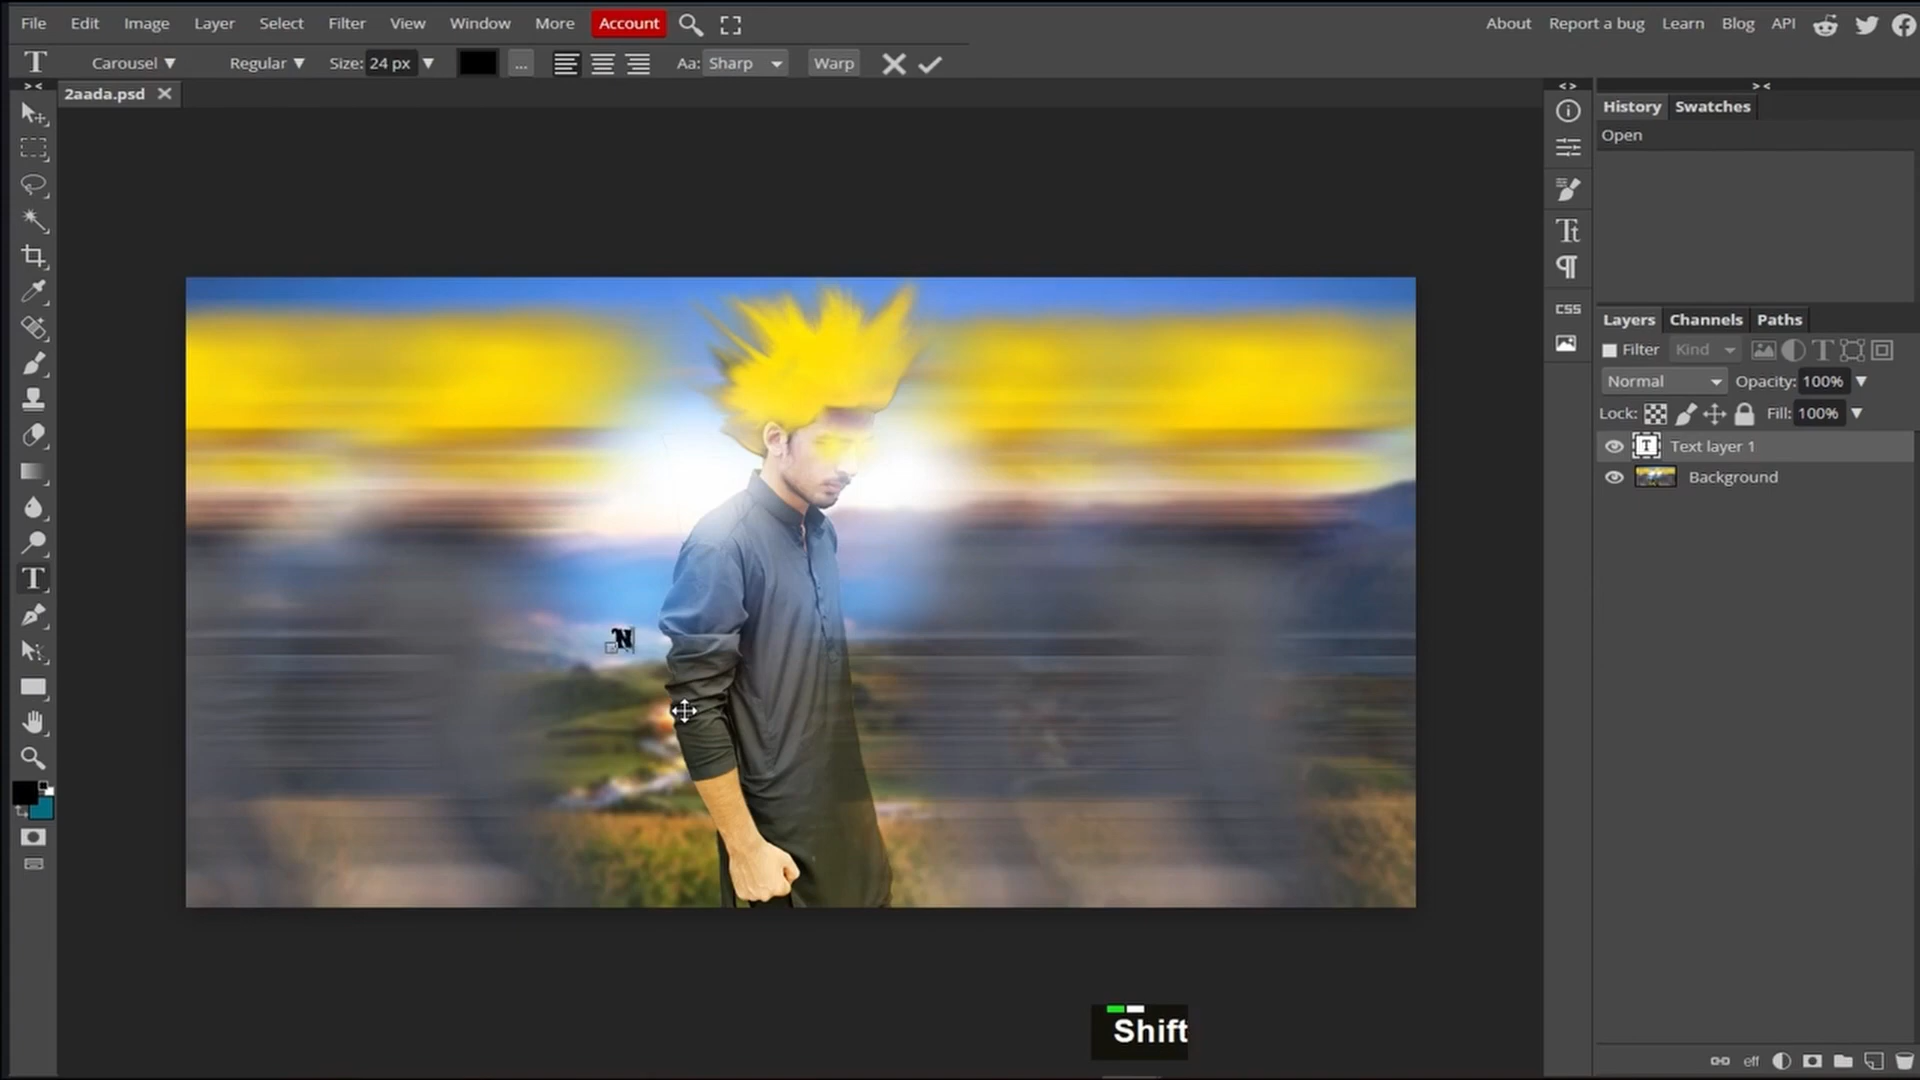 File Edit Image Layer Select Filter View Window More Account About Report a bug Learn Blog API
T Carousel Regular Size: 24 px ... Aa: Sharp Warp
2aada.psd
History Swatches
Open
CSS
Layers Channels Paths
Filter Kind
Normal Opacity: 100%
Lock: Fill: 100%
T Text layer 1
Background
N
Shift
eff